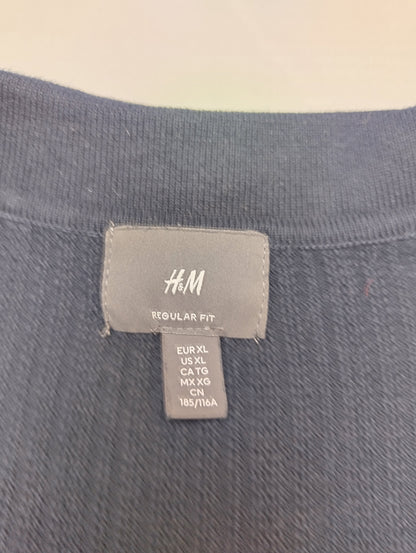 H&M
REGULAR FIT
EUR XL
US XL
CA TG
MX XG
CN
185/116A